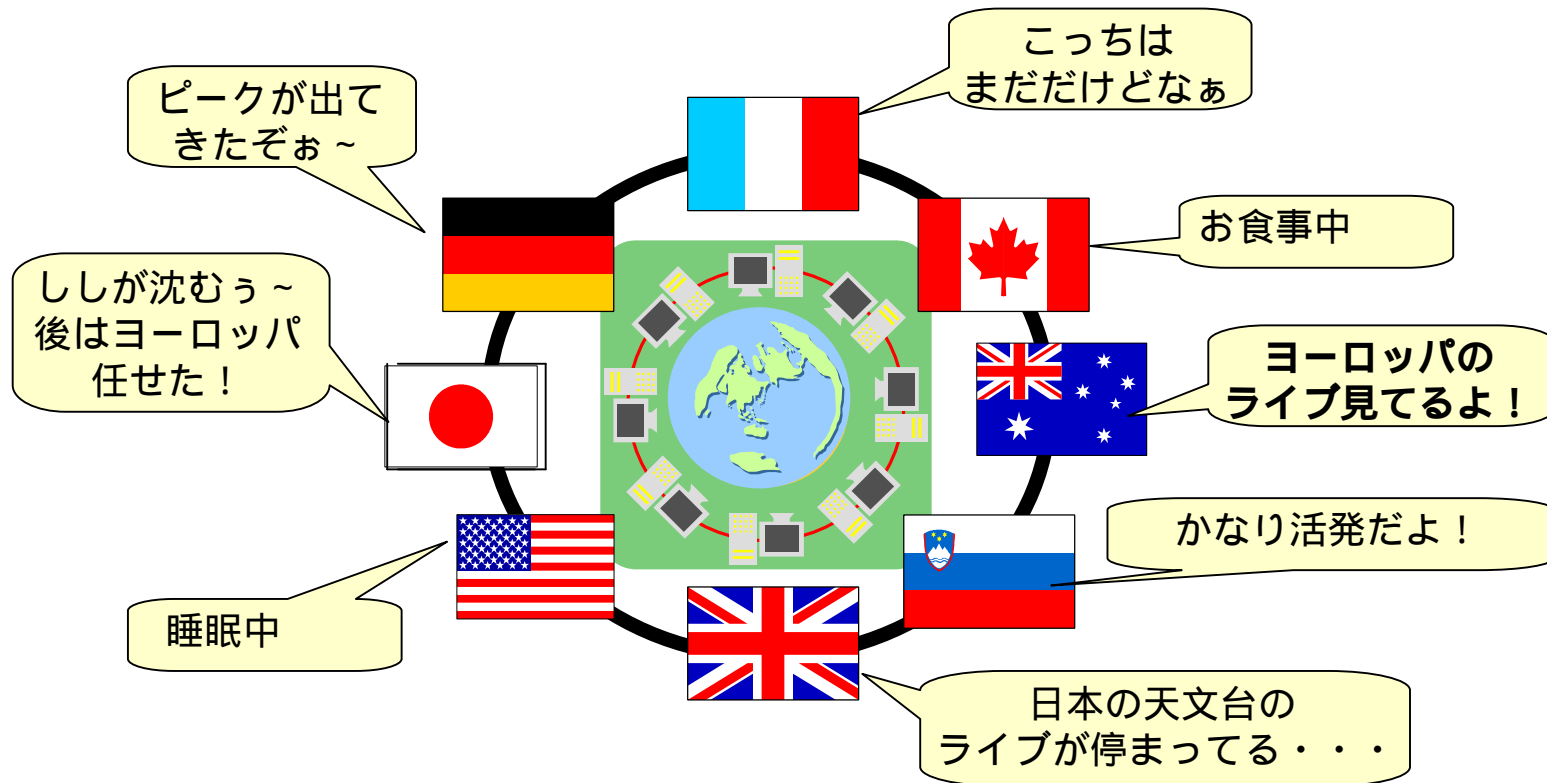 こっちは
まだだけどなぁ
ピークが出て
きたぞぉ～
お食事中
ししが沈むぅ～
後はヨーロッパ
任せた！
ヨーロッパの
ライブ見てるよ！
かなり活発だよ！
睡眠中
日本の天文台の
ライブが停まってる・・・